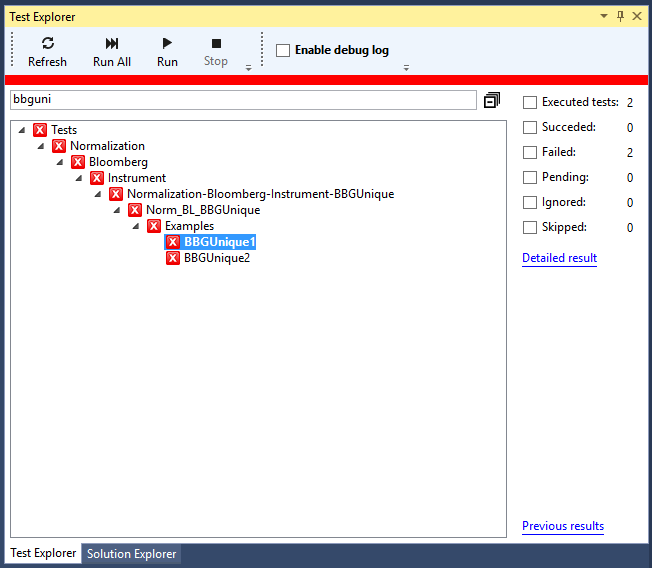 Test Explorer
Refresh Run All Run Stop Enable debug log
bbguni
Tests
Normalization
Bloomberg
Instrument
Normalization-Bloomberg-Instrument-BBGUnique
Norm_BL_BBGUnique
Examples
BBGUnique1
BBGUnique2
Executed tests: 2
Succeded: 0
Failed: 2
Pending: 0
Ignored: 0
Skipped: 0
Detailed result
Previous results
Test Explorer Solution Explorer